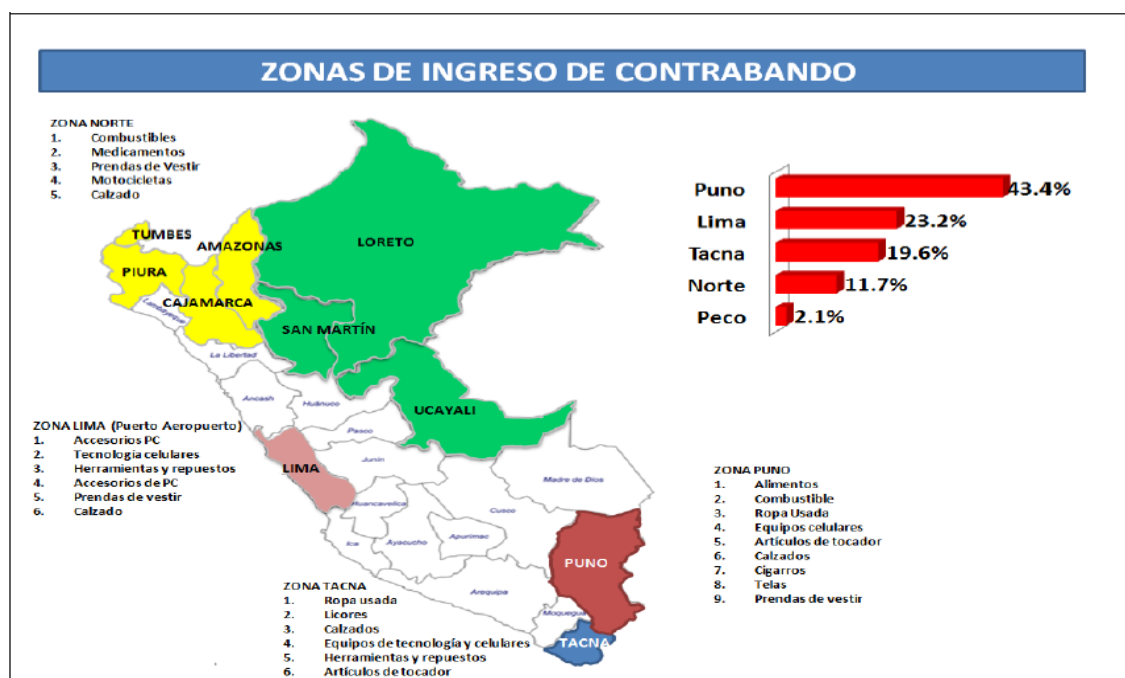 ZONAS DE INGRESO DE CONTRABANDO
ZONA NORTE
1. Combustibles
2. Medicamentos
3. Prendas de Vestir
4. Motocicletas
5. Calzado
Puno 43.4%
Lima 23.2%
Tacna 19.6%
Norte 11.7%
Peco 2.1%
TUMBES
AMAZONAS
LORETO
PIURA
CAJAMARCA
Lambayeque
SAN MARTÍN
La Libertad
Ancash
Huánuco
UCAYALI
Pasco
ZONA LIMA (Puerto Aeropuerto)
1. Accesorios PC
2. Tecnología celulares
3. Herramientas y repuestos
4. Accesorios de PC
5. Prendas de vestir
6. Calzado
LIMA
Junín
Madre de Dios
Huancavelica
Cusco
Ica
Ayacucho
Apurimac
PUNO
Arequipa
Moquegua
TACNA
ZONA PUNO
1. Alimentos
2. Combustible
3. Ropa Usada
4. Equipos celulares
5. Artículos de tocador
6. Calzados
7. Cigarros
8. Telas
9. Prendas de vestir
ZONA TACNA
1. Ropa usada
2. Licores
3. Calzados
4. Equipos de tecnología y celulares
5. Herramientas y repuestos
6. Artículos de tocador